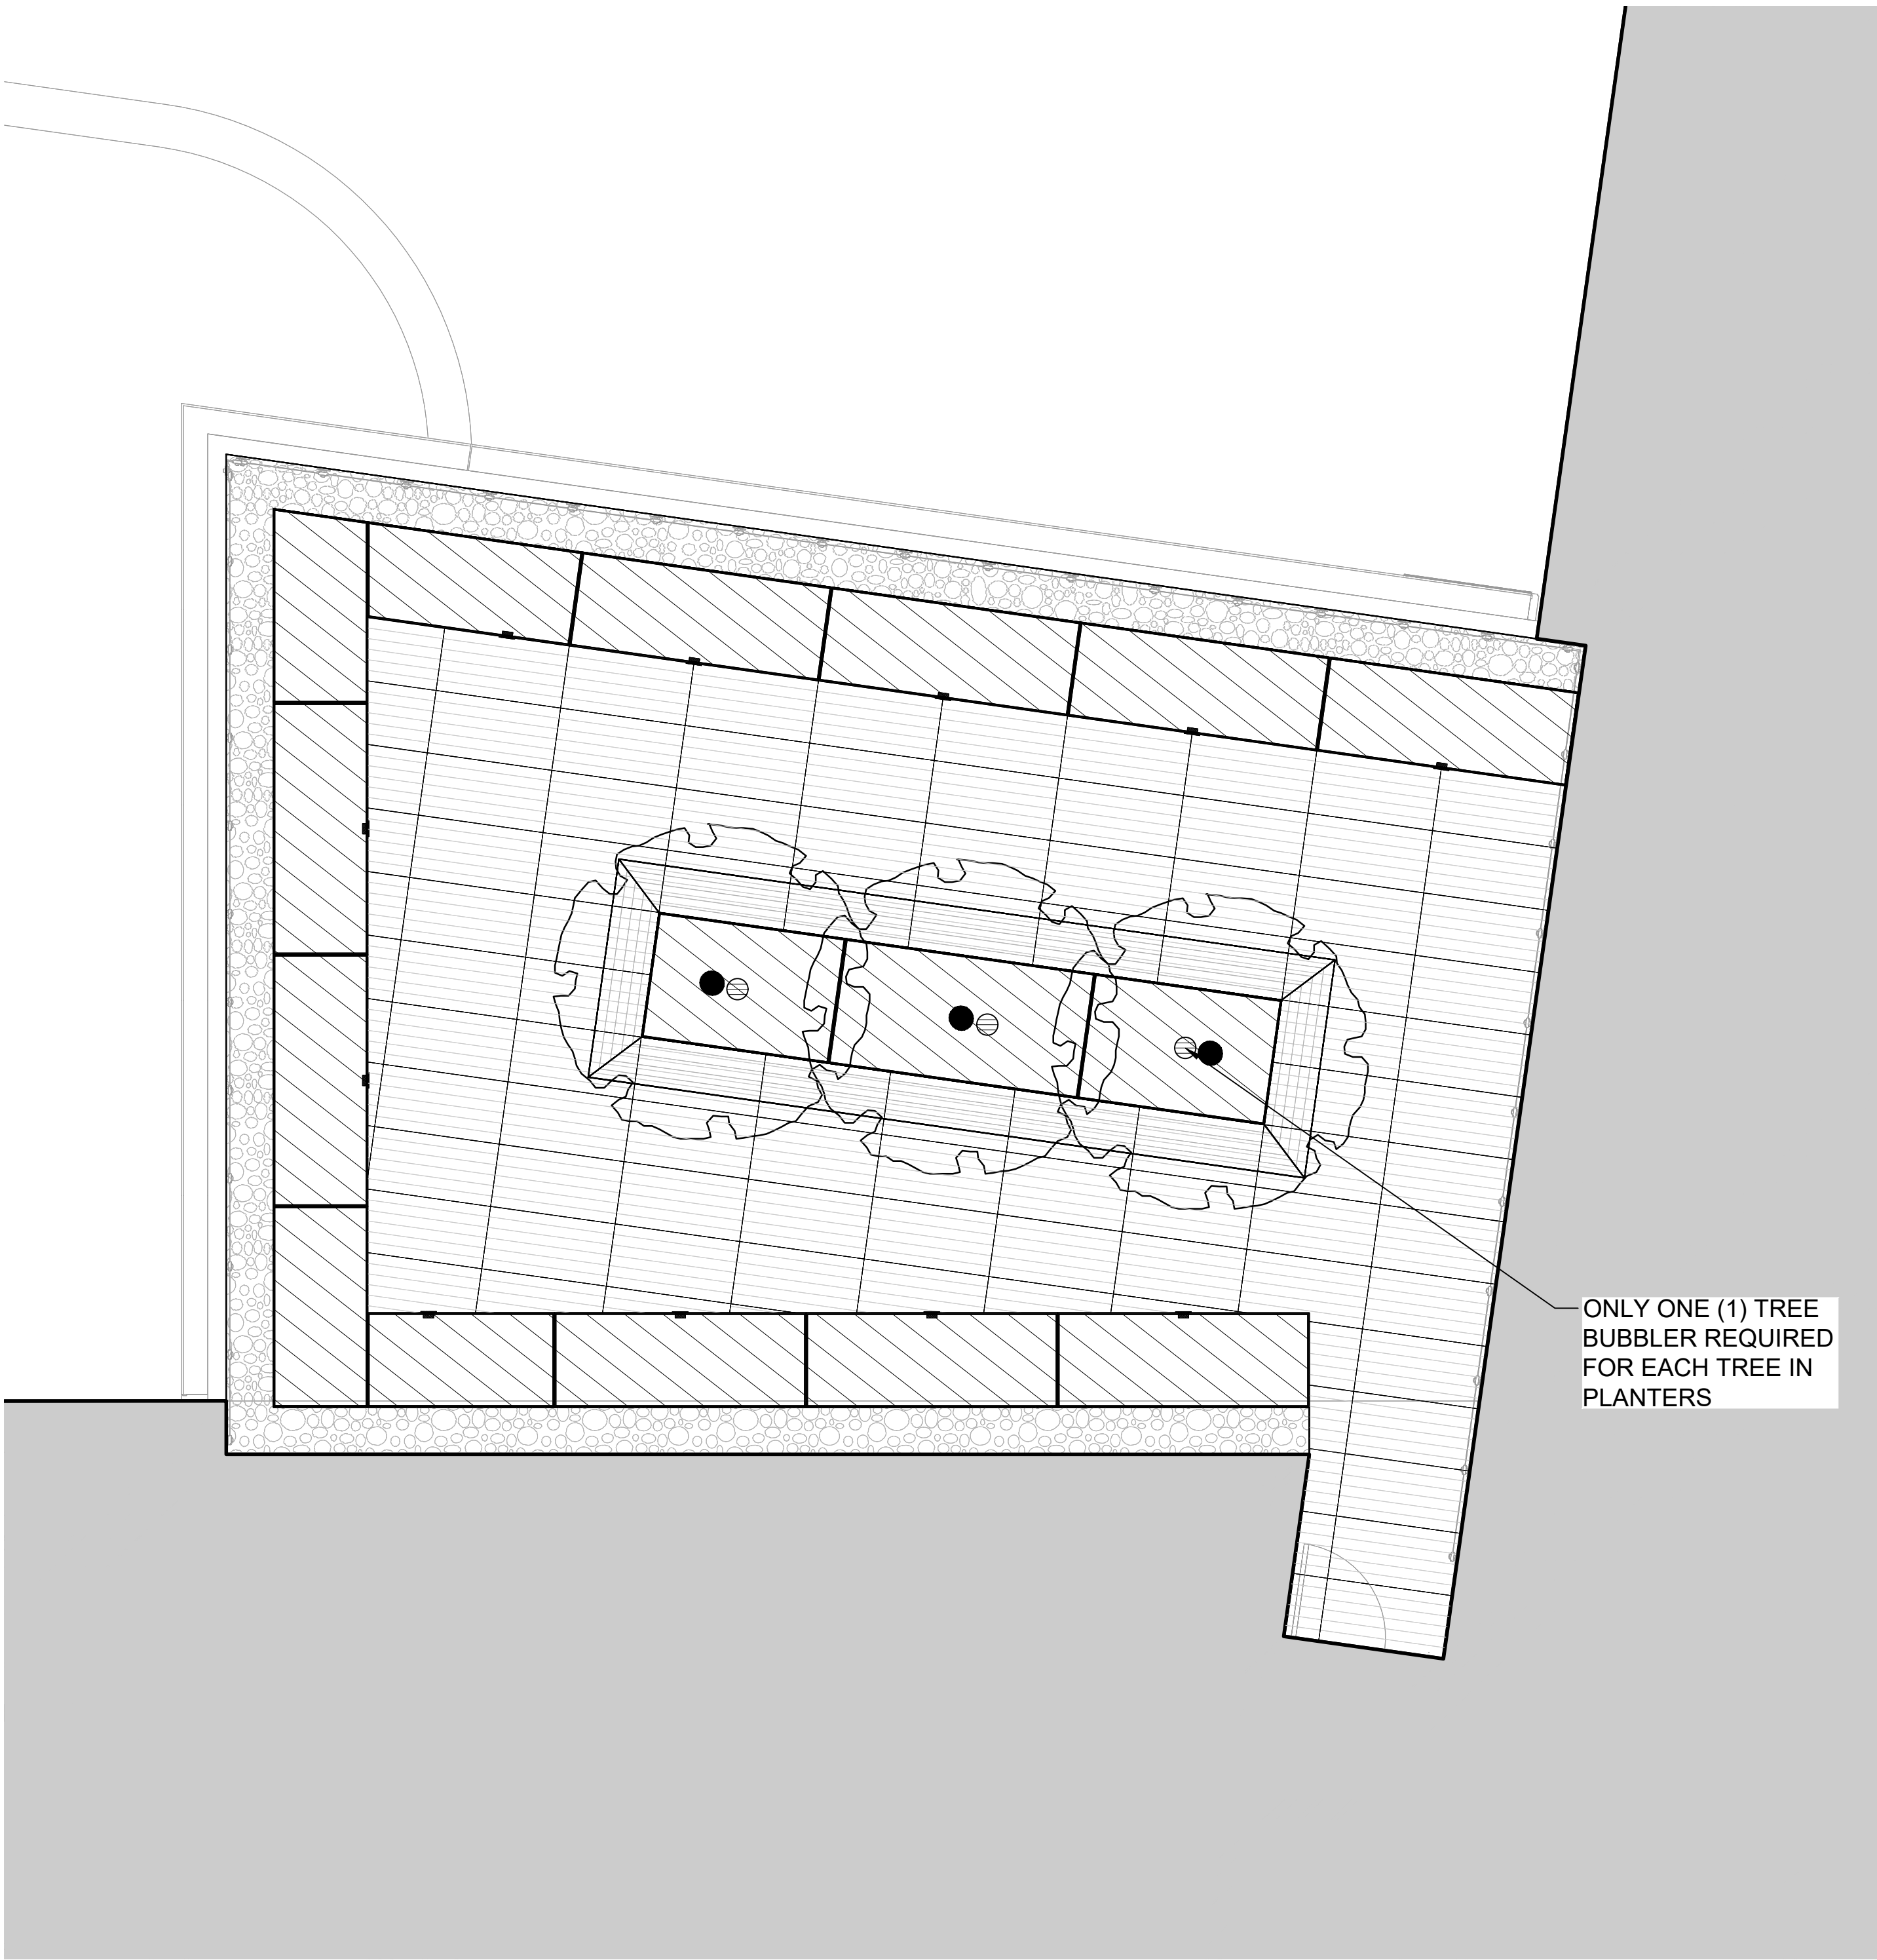 ONLY ONE (1) TREE
BUBBLER REQUIRED
FOR EACH TREE IN
PLANTERS